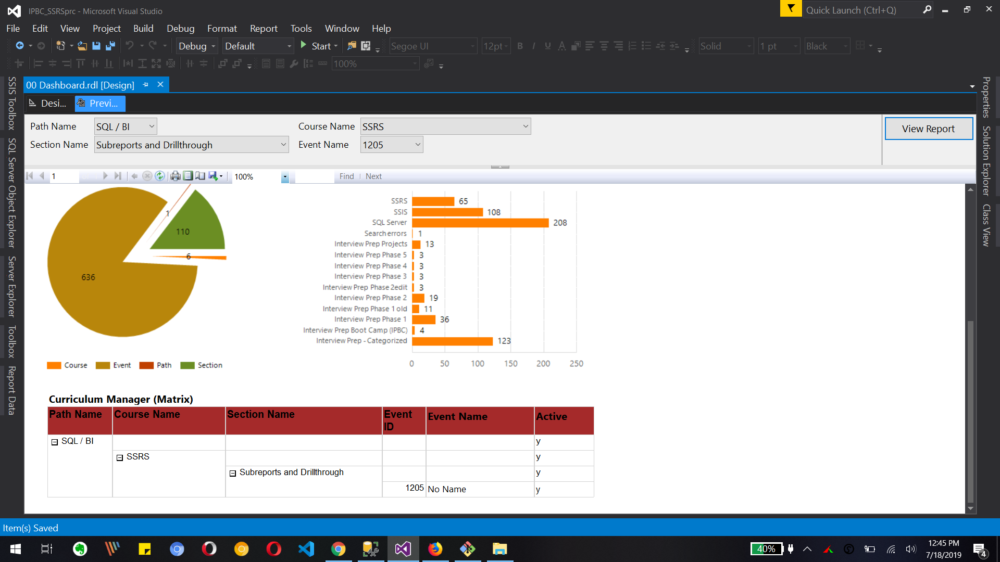 IPBC_SSRSprc - Microsoft Visual Studio
Quick Launch (Ctrl+Q)
File Edit View Project Build Debug Format Report Tools Window Help
Debug Default Start Segoe UI 12pt B I U A Solid 1 pt Black
100%
00 Dashboard.rdl [Design]
Desi... Previ...
SSIS Toolbox
SQL Server Object Explorer
Server Explorer
Toolbox
Report Data
Properties
Solution Explorer
Class View
Path Name SQL / BI Course Name SSRS
View Report
Section Name Subreports and Drillthrough Event Name 1205
1 100% Find Next
1
110
6
636
Course Event Path Section
SSRS 65
SSIS 108
SQL Server 208
Search errors 1
Interview Prep Projects 13
Interview Prep Phase 5 3
Interview Prep Phase 4 3
Interview Prep Phase 3 3
Interview Prep Phase 2edit 3
Interview Prep Phase 2 19
Interview Prep Phase 1 old 11
Interview Prep Phase 1 36
Interview Prep Boot Camp (IPBC) 4
Interview Prep - Categorized 123
0 50 100 150 200 250
Curriculum Manager (Matrix)
Path Name Course Name Section Name Event ID Event Name Active
SQL / BI y
SSRS y
Subreports and Drillthrough y
1205 No Name y
Item(s) Saved
40%
12:45 PM
7/18/2019
4